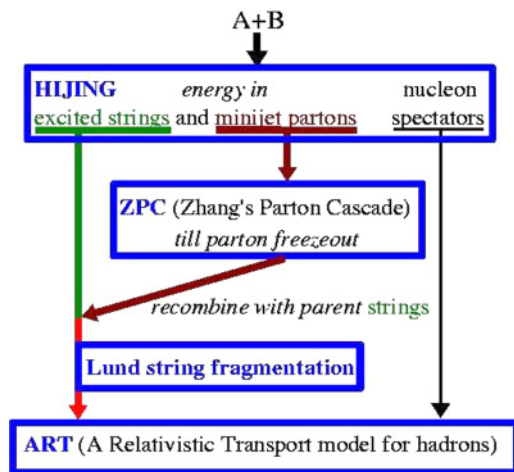 A+B
HIJING energy in nucleon
excited strings and minijet partons spectators
ZPC (Zhang's Parton Cascade)
till parton freezeout
recombine with parent strings
Lund string fragmentation
ART (A Relativistic Transport model for hadrons)